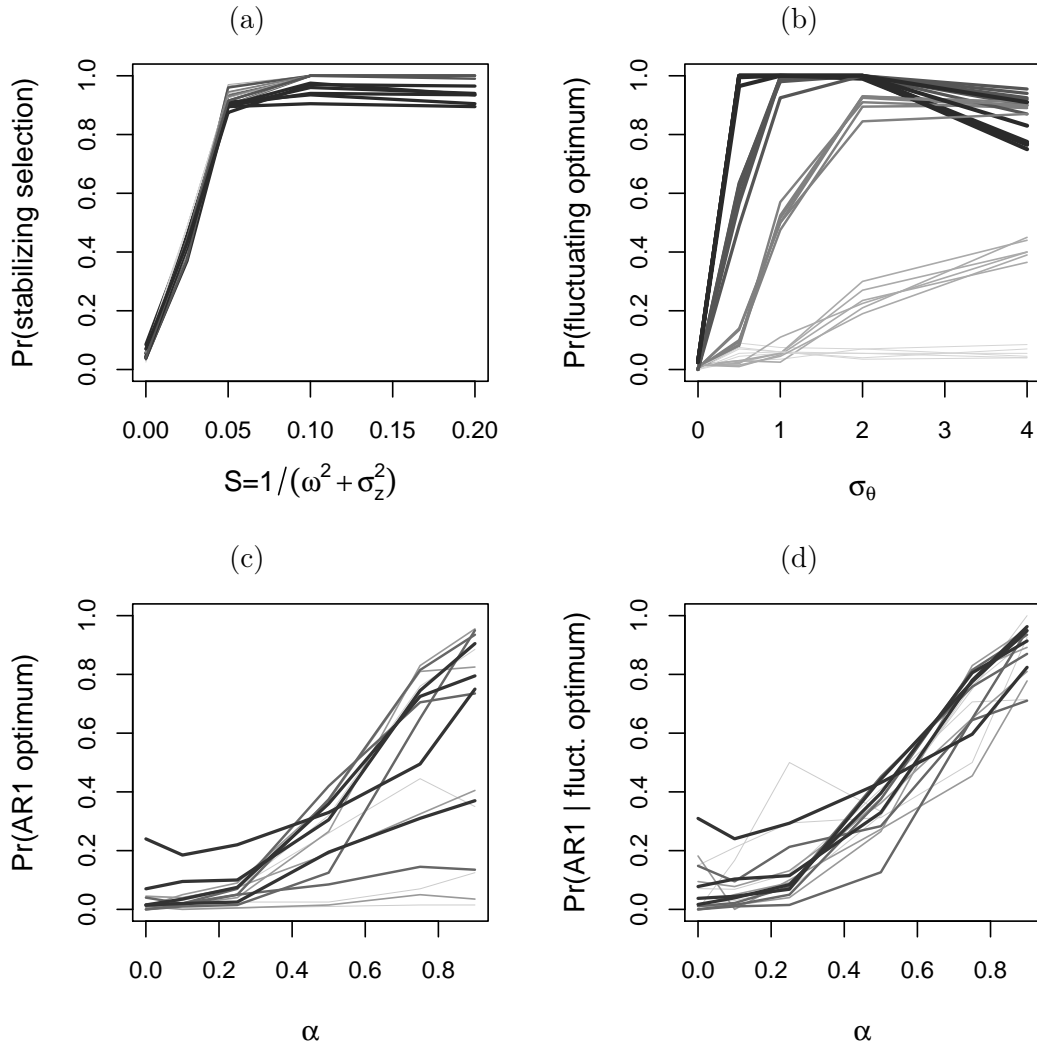 (a)
Pr(stabilizing selection)
1.0
0.8
0.6
0.4
0.2
0.0
0.00 0.05 0.10 0.15 0.20
S=1/(ω² + σ_z²)
(b)
Pr(fluctuating optimum)
1.0
0.8
0.6
0.4
0.2
0.0
0 1 2 3 4
σ_θ
(c)
Pr(AR1 optimum)
1.0
0.8
0.6
0.4
0.2
0.0
0.0 0.2 0.4 0.6 0.8
α
(d)
Pr(AR1 | fluct. optimum)
1.0
0.8
0.6
0.4
0.2
0.0
0.0 0.2 0.4 0.6 0.8
α